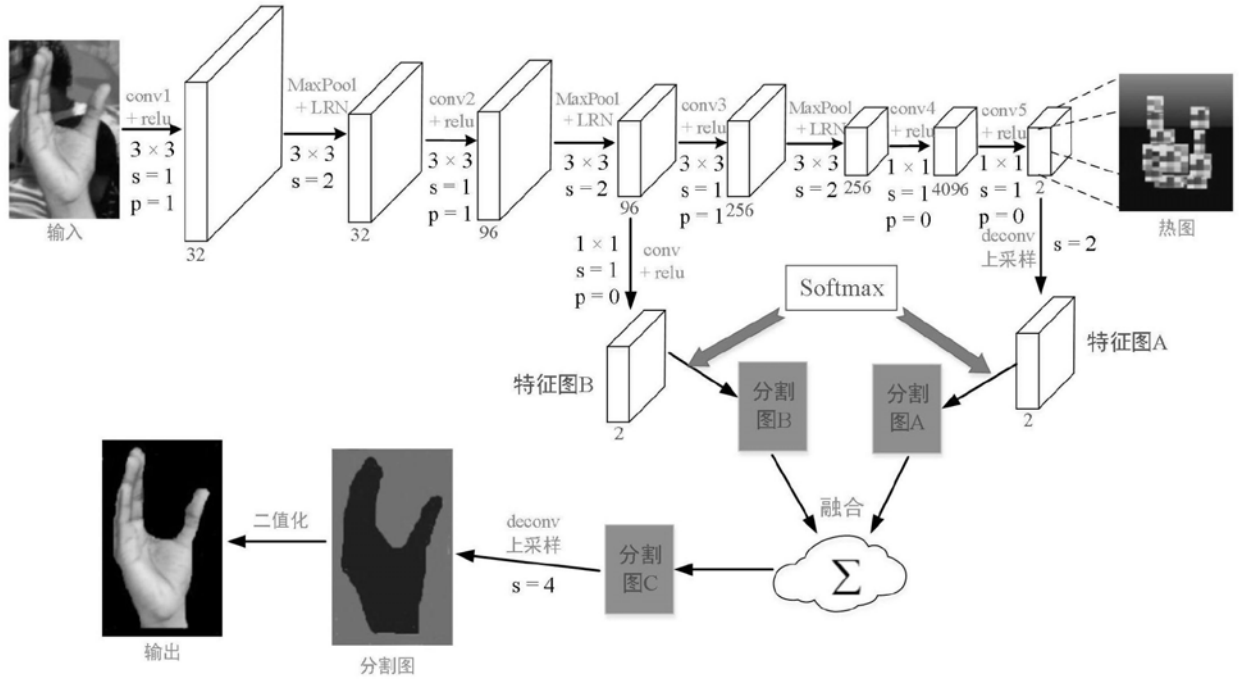 输入
conv1
+ relu
3 × 3
s = 1
p = 1
32
MaxPool
+ LRN
3 × 3
s = 2
32
conv2
+ relu
3 × 3
s = 1
p = 1
96
MaxPool
+ LRN
3 × 3
s = 2
96
conv3
+ relu
3 × 3
s = 1
p = 1
256
MaxPool
+ LRN
3 × 3
s = 2
256
conv4
+ relu
1 × 1
s = 1
p = 0
4096
conv5
+ relu
1 × 1
s = 1
p = 0
2
热图
1 × 1
s = 1
p = 0
conv
+ relu
deconv
上采样
s = 2
Softmax
特征图B
2
特征图A
2
分割
图B
分割
图A
融合
Σ
分割
图C
deconv
上采样
s = 4
分割图
二值化
输出